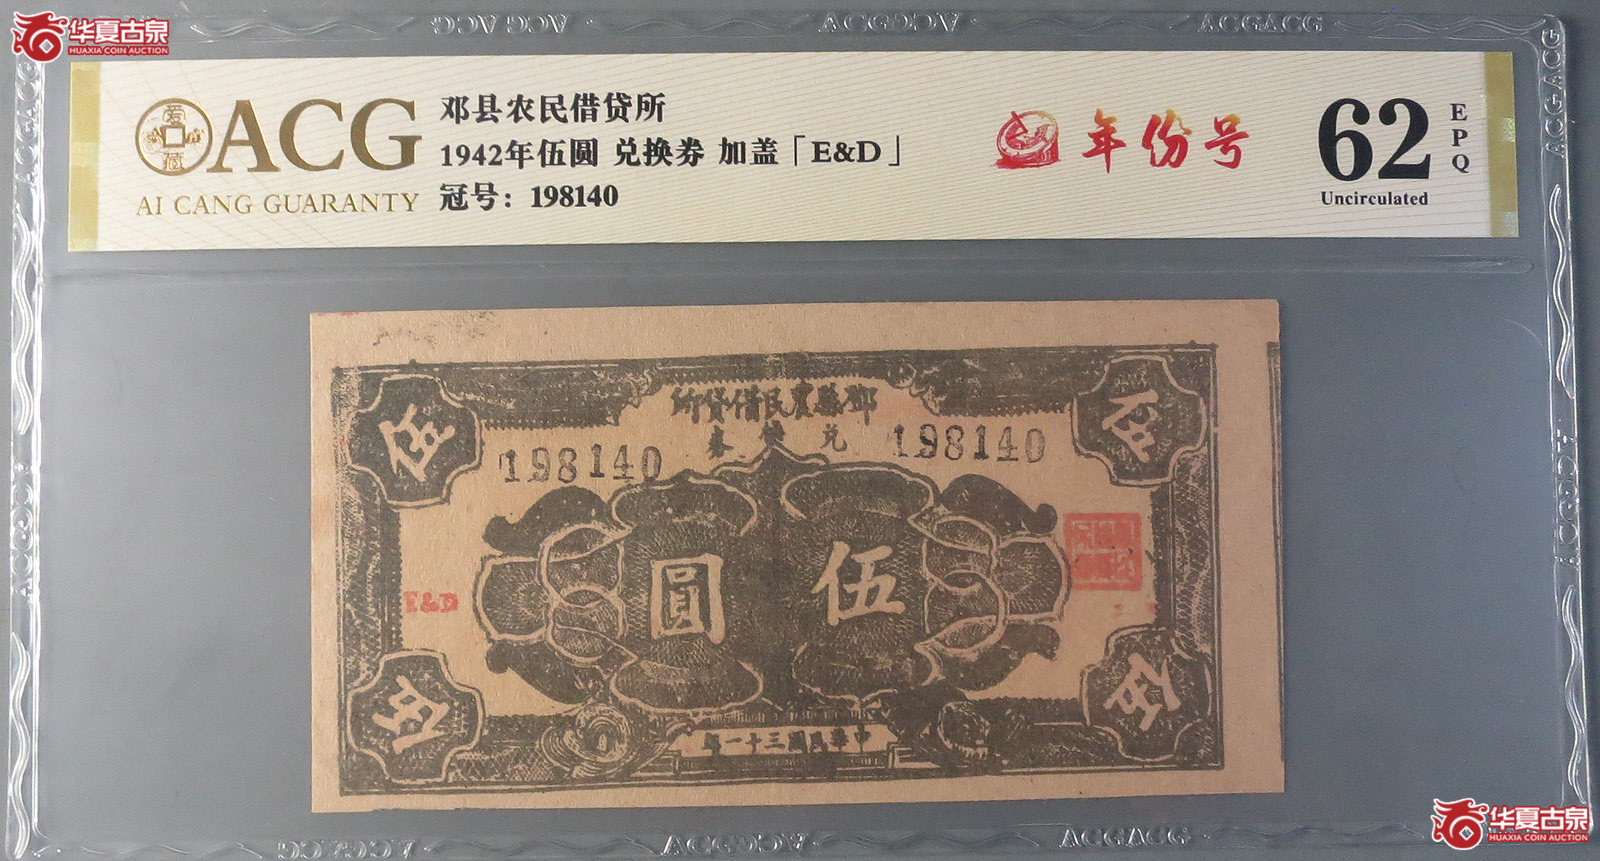 华夏古泉
HUAXIA COIN AUCTION
ACG
AI CANG GUARANTY
邓县农民借贷所
1942年伍圆 兑换券 加盖「E&D」
冠号：198140
年份号
62
EPQ
Uncirculated
鄧縣農民借貸所
兌換券
198140
198140
伍
伍
伍圓
E&D
伍
伍
中華民國三十一年
华夏古泉
HUAXIA COIN AUCTION